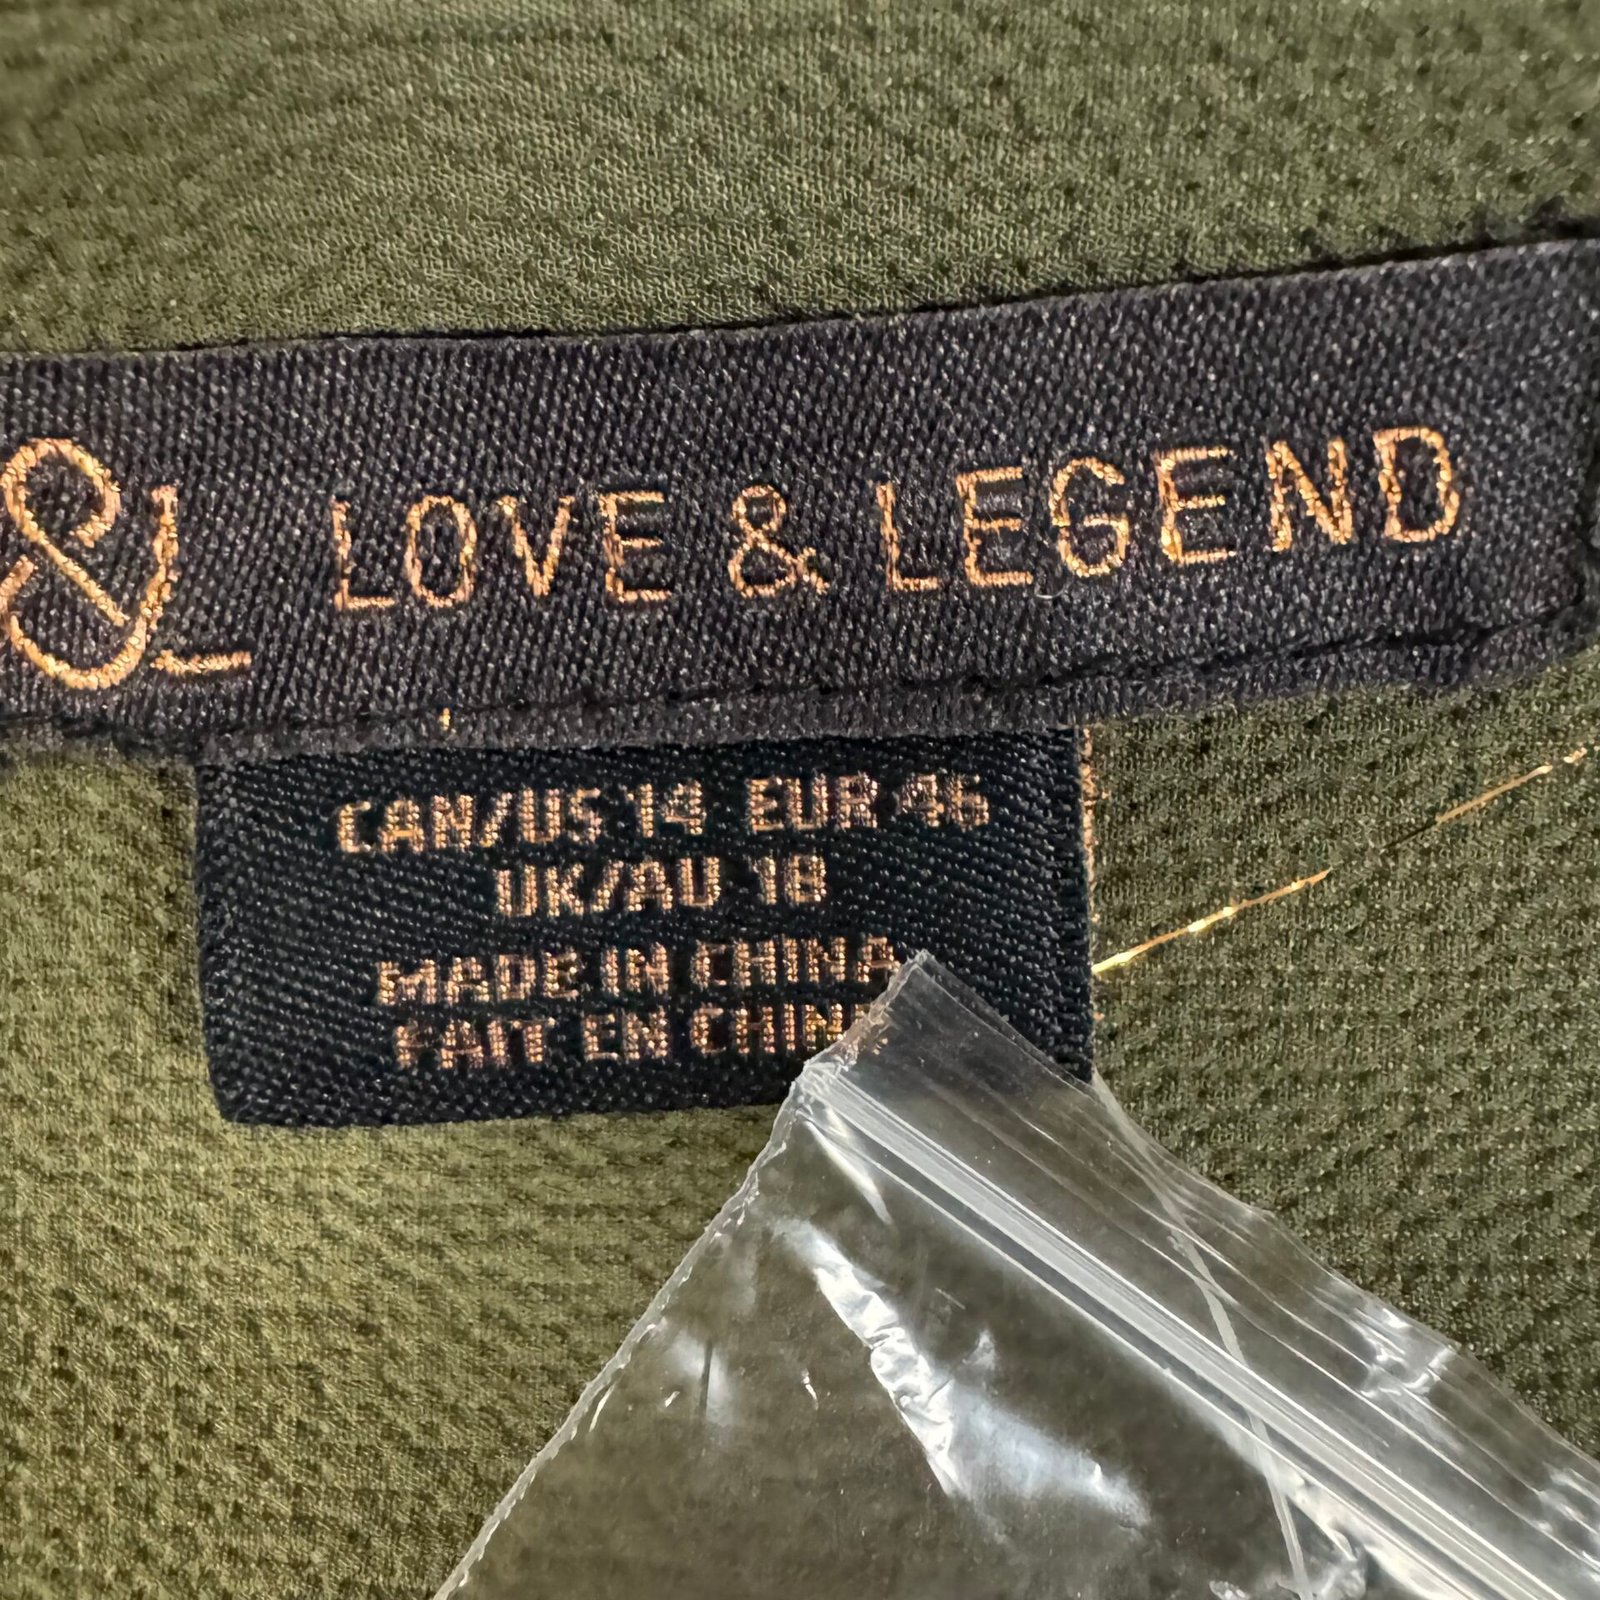 LOVE & LEGEND
CAN/US 14 EUR 46
UK/AU 18
MADE IN CHINA
FAIT EN